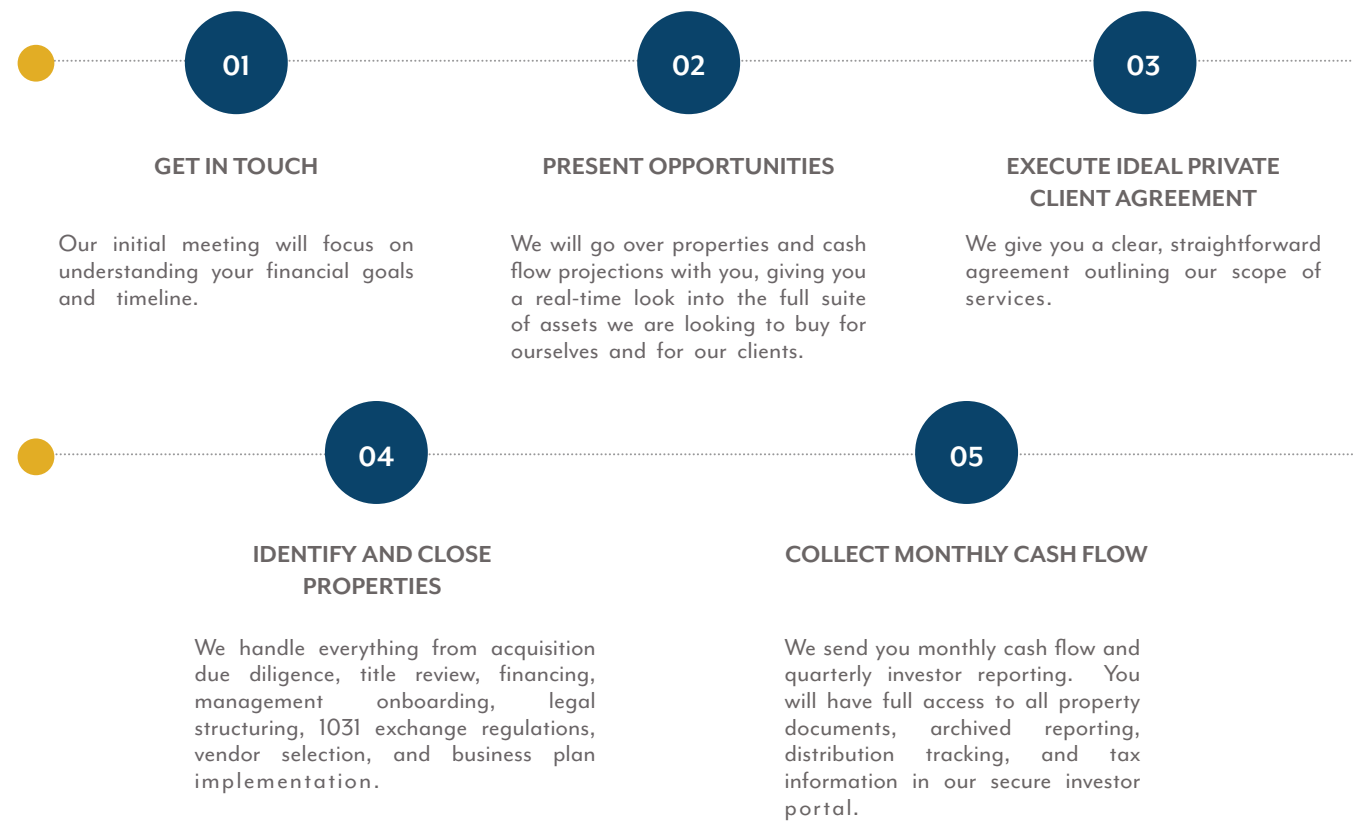 01
GET IN TOUCH
Our initial meeting will focus on
understanding your financial goals
and timeline.
02
PRESENT OPPORTUNITIES
We will go over properties and cash
flow projections with you, giving you
a real-time look into the full suite
of assets we are looking to buy for
ourselves and for our clients.
03
EXECUTE IDEAL PRIVATE
CLIENT AGREEMENT
We give you a clear, straightforward
agreement outlining our scope of
services.
04
IDENTIFY AND CLOSE
PROPERTIES
We handle everything from acquisition
due diligence, title review, financing,
management onboarding, legal
structuring, 1031 exchange regulations,
vendor selection, and business plan
implementation.
05
COLLECT MONTHLY CASH FLOW
We send you monthly cash flow and
quarterly investor reporting. You
will have full access to all property
documents, archived reporting,
distribution tracking, and tax
information in our secure investor
portal.